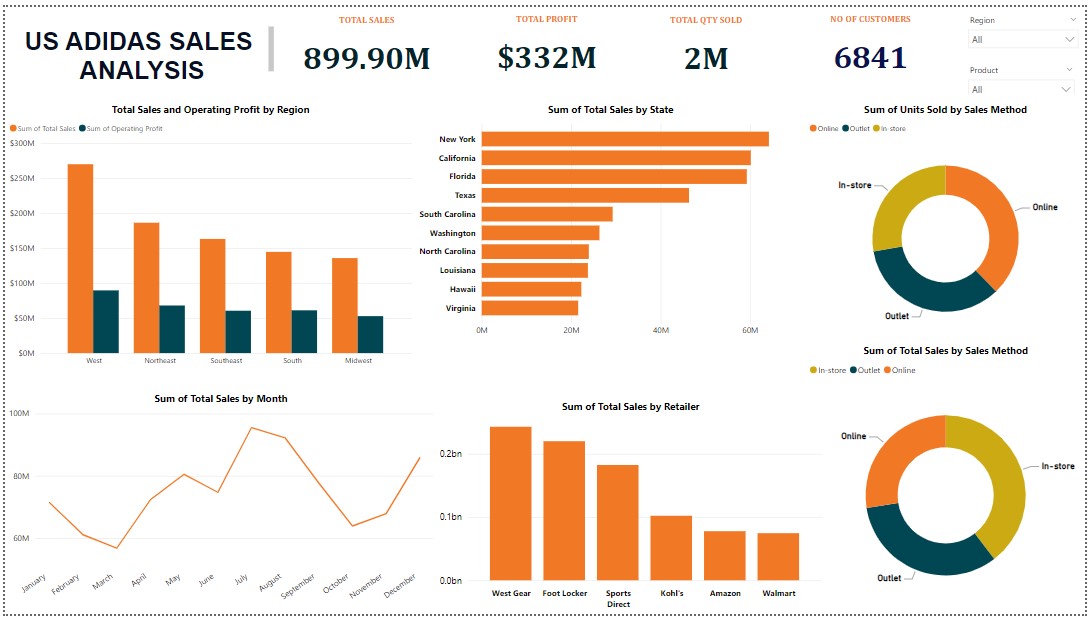 US ADIDAS SALES
ANALYSIS
TOTAL SALES
899.90M
TOTAL PROFIT
$332M
TOTAL QTY SOLD
2M
NO OF CUSTOMERS
6841
Region
All
Product
All
Total Sales and Operating Profit by Region
Sum of Total Sales Sum of Operating Profit
$300M
$250M
$200M
$150M
$100M
$50M
$0M
West Northeast Southeast South Midwest
Sum of Total Sales by State
New York
California
Florida
Texas
South Carolina
Washington
North Carolina
Louisiana
Hawaii
Virginia
0M 20M 40M 60M
Sum of Units Sold by Sales Method
Online Outlet In-store
In-store
Online
Outlet
Sum of Total Sales by Month
100M
80M
60M
January February March April May June July August September October November December
Sum of Total Sales by Retailer
0.2bn
0.1bn
0.0bn
West Gear Foot Locker Sports Direct Kohl's Amazon Walmart
Sum of Total Sales by Sales Method
In-store Outlet Online
Online
In-store
Outlet